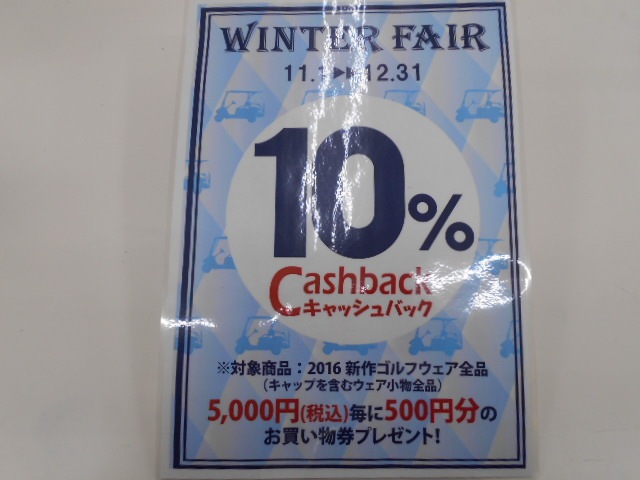 WINTER FAIR
11.1▶▶12.31
10%
Cashback
キャッシュバック
※対象商品：2016 新作ゴルフウェア全品
（キャップを含むウェア小物全品）
5,000円(税込)毎に500円分の
お買い物券プレゼント！